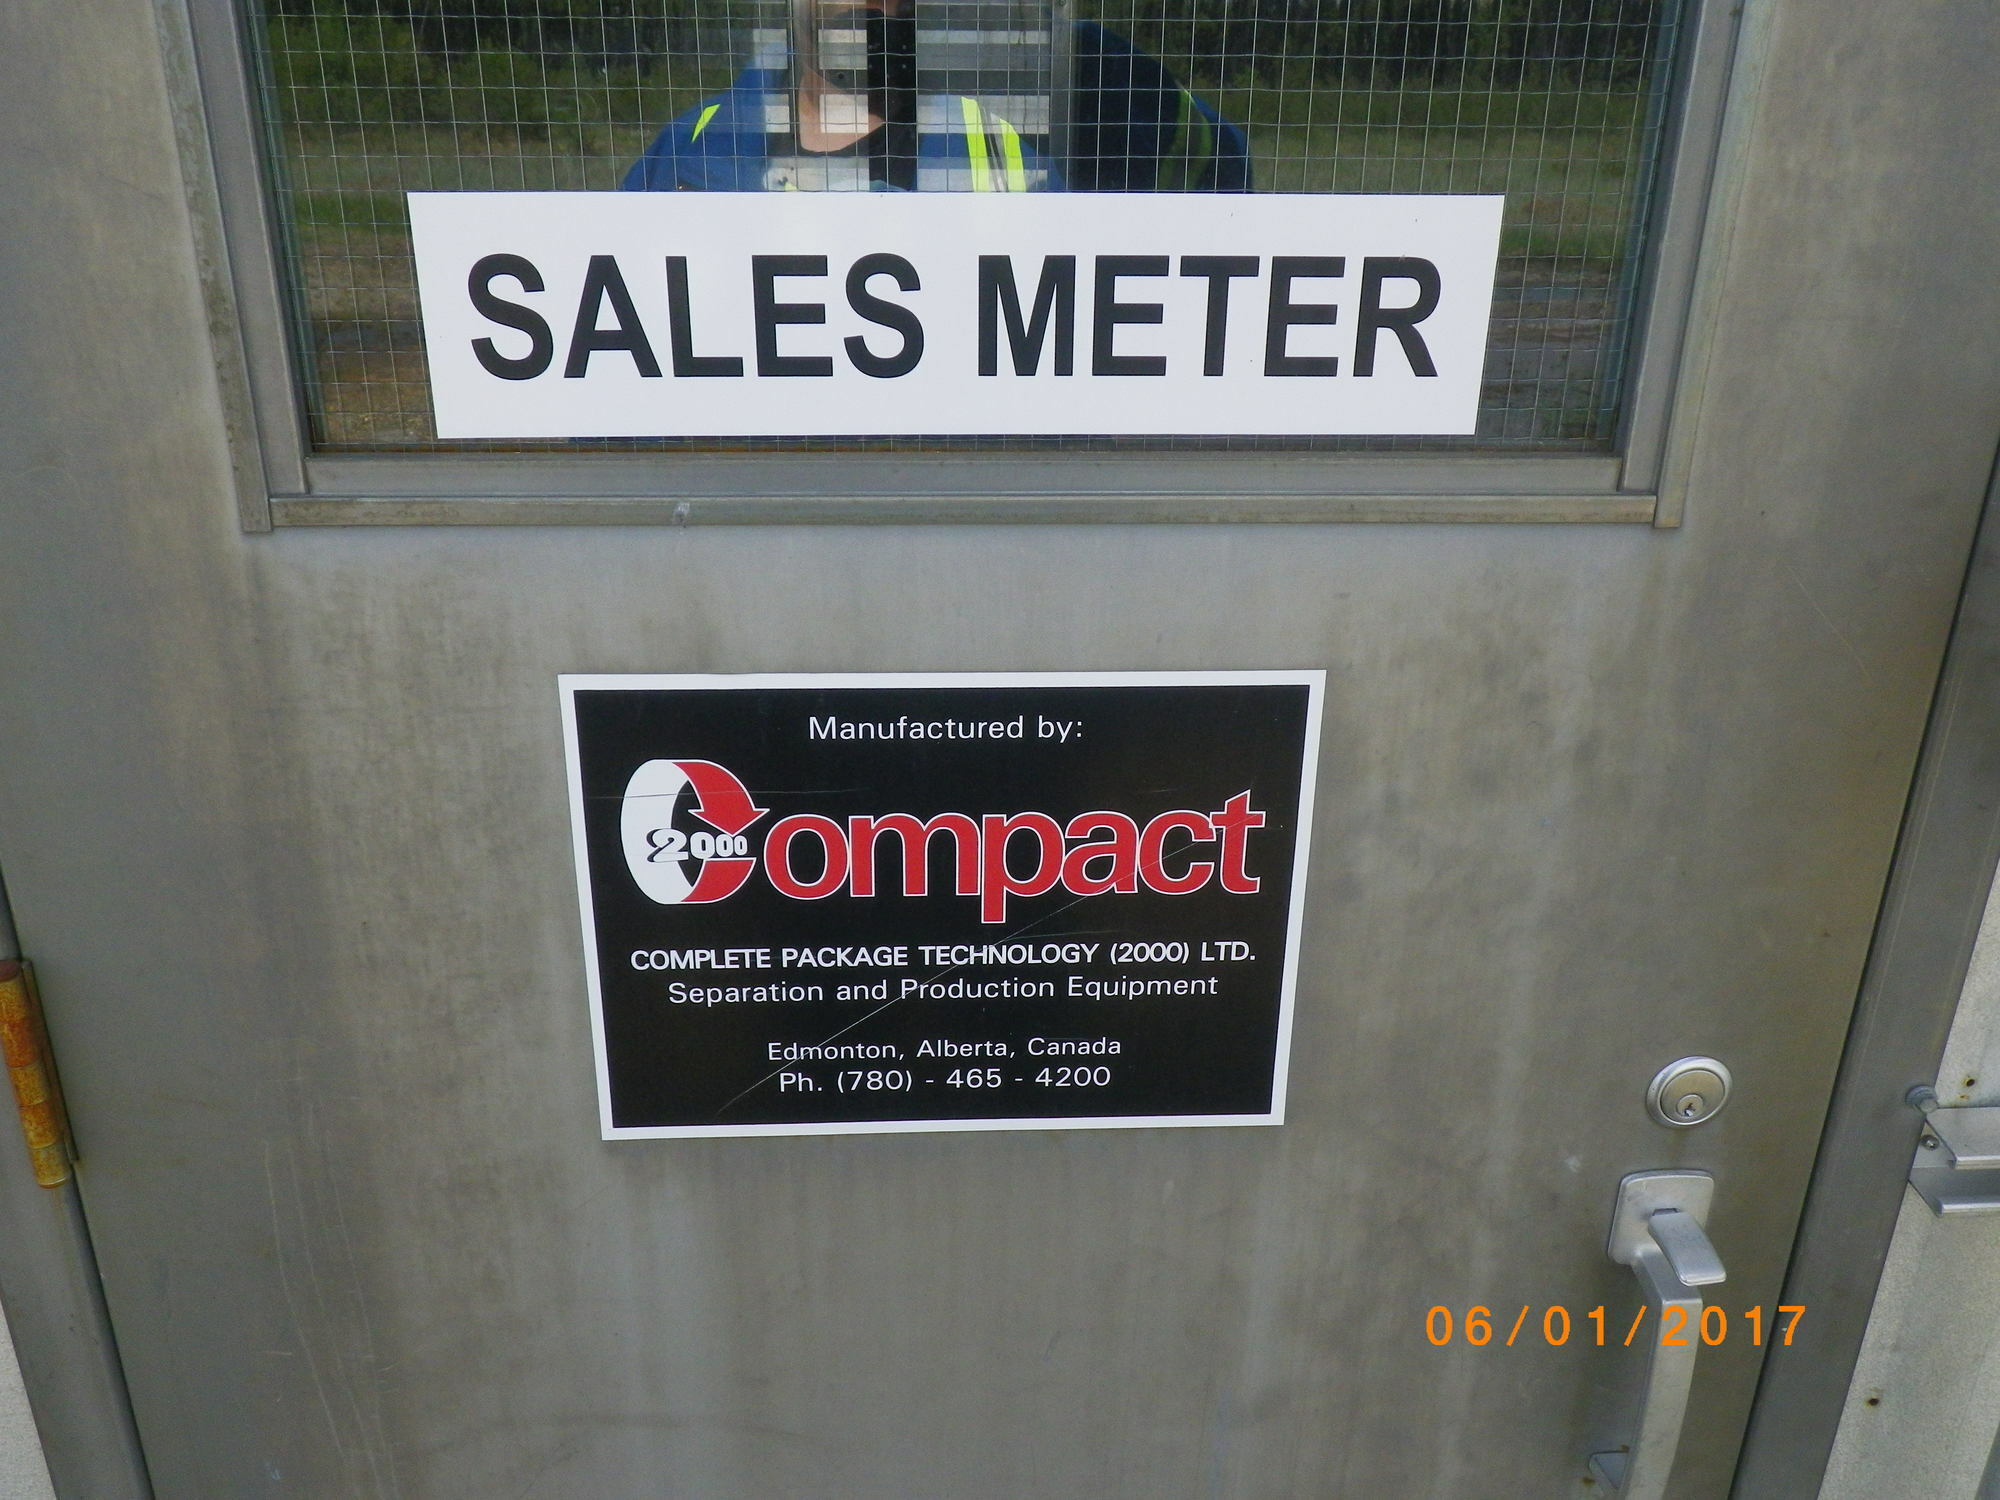 SALES METER
Manufactured by:
Compact
2000
COMPLETE PACKAGE TECHNOLOGY (2000) LTD.
Separation and Production Equipment
Edmonton, Alberta, Canada
Ph. (780) - 465 - 4200
06/01/2017